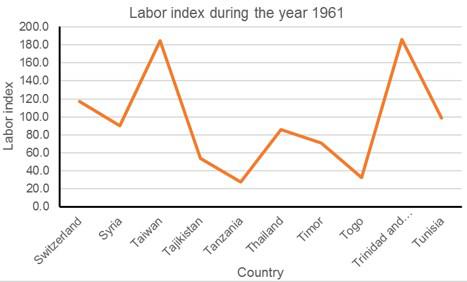 Labor index during the year 1961
200.0
180.0
160.0
140.0
120.0
100.0
80.0
60.0
40.0
20.0
0.0
Labor index
Switzerland
Syria
Taiwan
Tajikistan
Tanzania
Thailand
Timor
Togo
Trinidad and...
Tunisia
Country